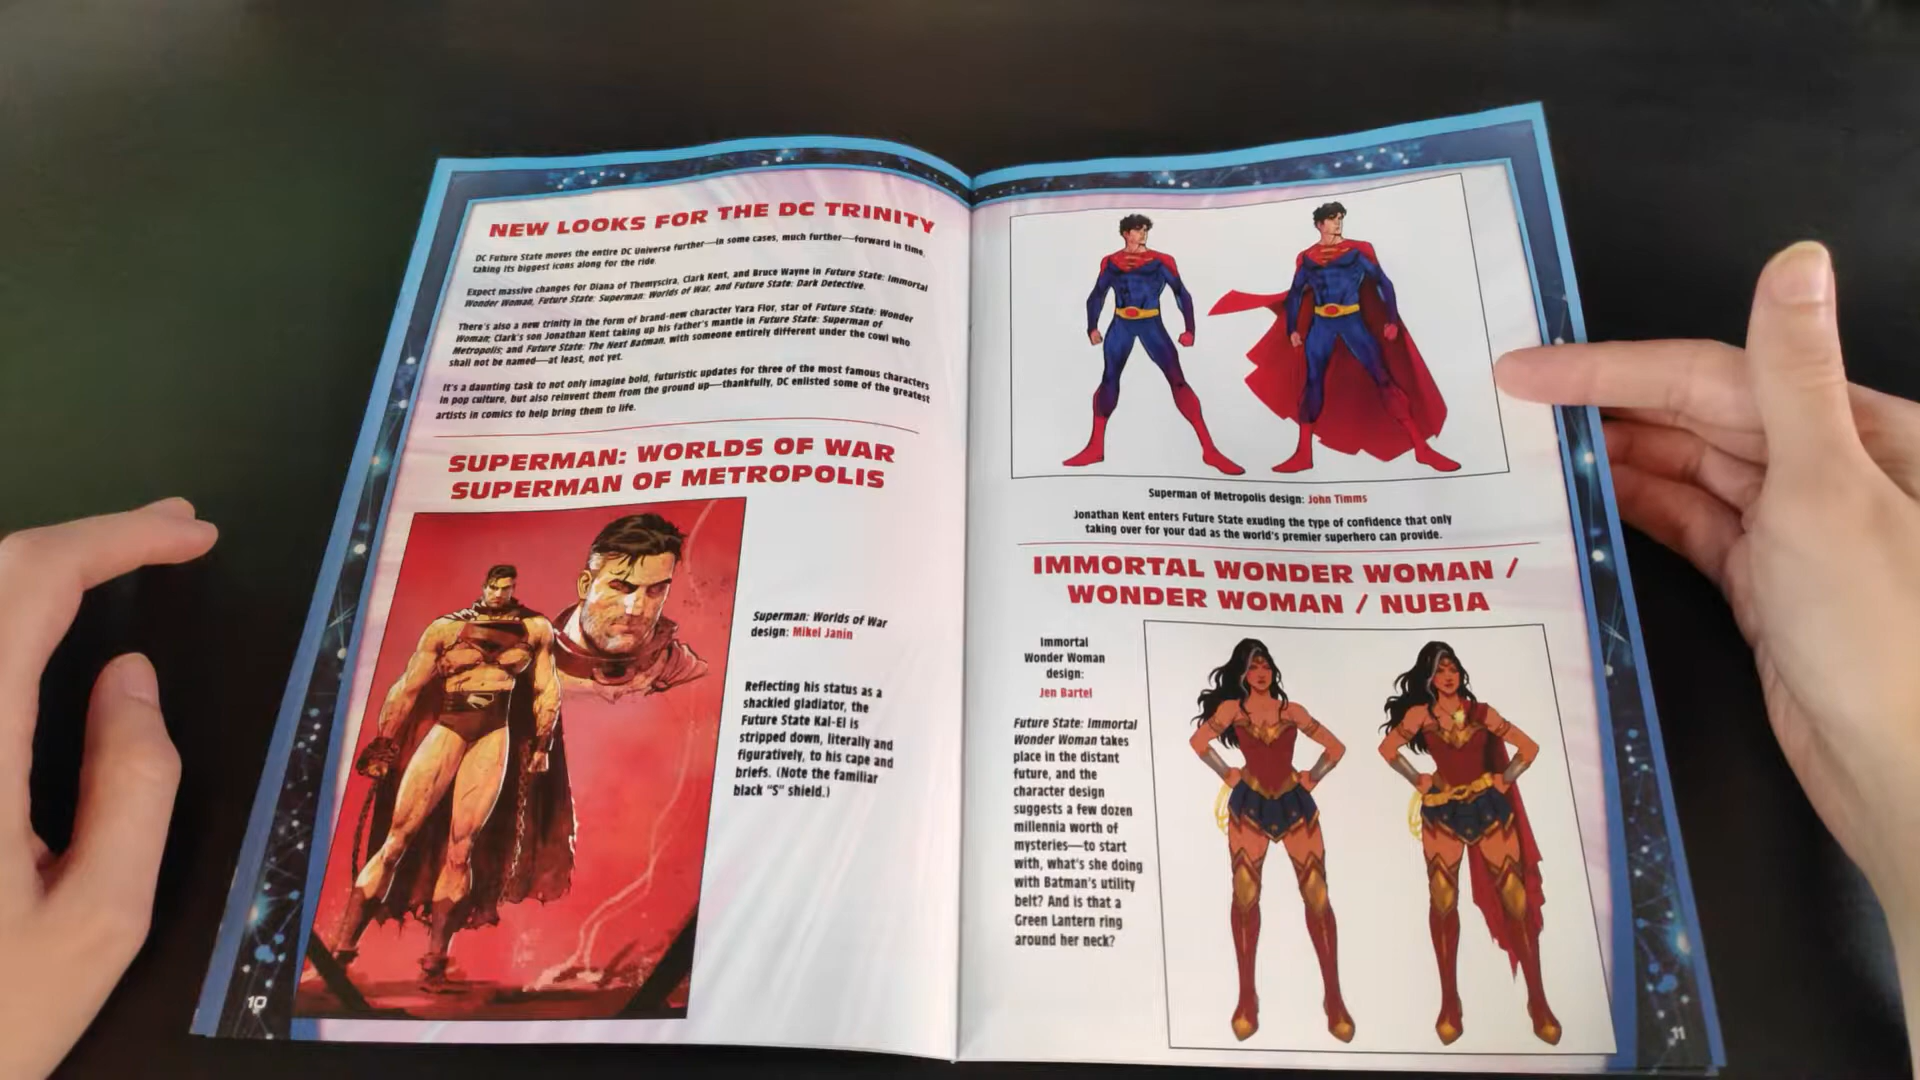 NEW LOOKS FOR THE DC TRINITY
DC Future State moves the entire DC Universe further—in some cases, much further—forward in time,
taking its biggest icons along for the ride.
Expect massive changes for Diana of Themyscira, Clark Kent, and Bruce Wayne in Future State: Immortal
Wonder Woman, Future State: Superman: Worlds of War, and Future State: Dark Detective.
There's also a new trinity in the form of brand-new character Yara Flor, star of Future State: Wonder
Woman; Clark's son Jonathan Kent taking up his father's mantle in Future State: Superman of
Metropolis; and Future State: The Next Batman, with someone entirely different under the cowl who
shall not be named—at least, not yet.
It's a daunting task to not only imagine bold, futuristic updates for three of the most famous characters
in pop culture, but also reinvent them from the ground up—thankfully, DC enlisted some of the greatest
artists in comics to help bring them to life.
SUPERMAN: WORLDS OF WAR
SUPERMAN OF METROPOLIS
Superman: Worlds of War
design: Mikel Janín
Reflecting his status as a
shackled gladiator, the
Future State Kal-El is
stripped down, literally and
figuratively, to his cape and
briefs. (Note the familiar
black "S" shield.)
10
Superman of Metropolis design: John Timms
Jonathan Kent enters Future State exuding the type of confidence that only
taking over for your dad as the world's premier superhero can provide.
IMMORTAL WONDER WOMAN /
WONDER WOMAN / NUBIA
Immortal
Wonder Woman
design:
Jen Bartel
Future State: Immortal
Wonder Woman takes
place in the distant
future, and the
character design
suggests a few dozen
millennia worth of
mysteries—to start
with, what's she doing
with Batman's utility
belt? And is that a
Green Lantern ring
around her neck?
11